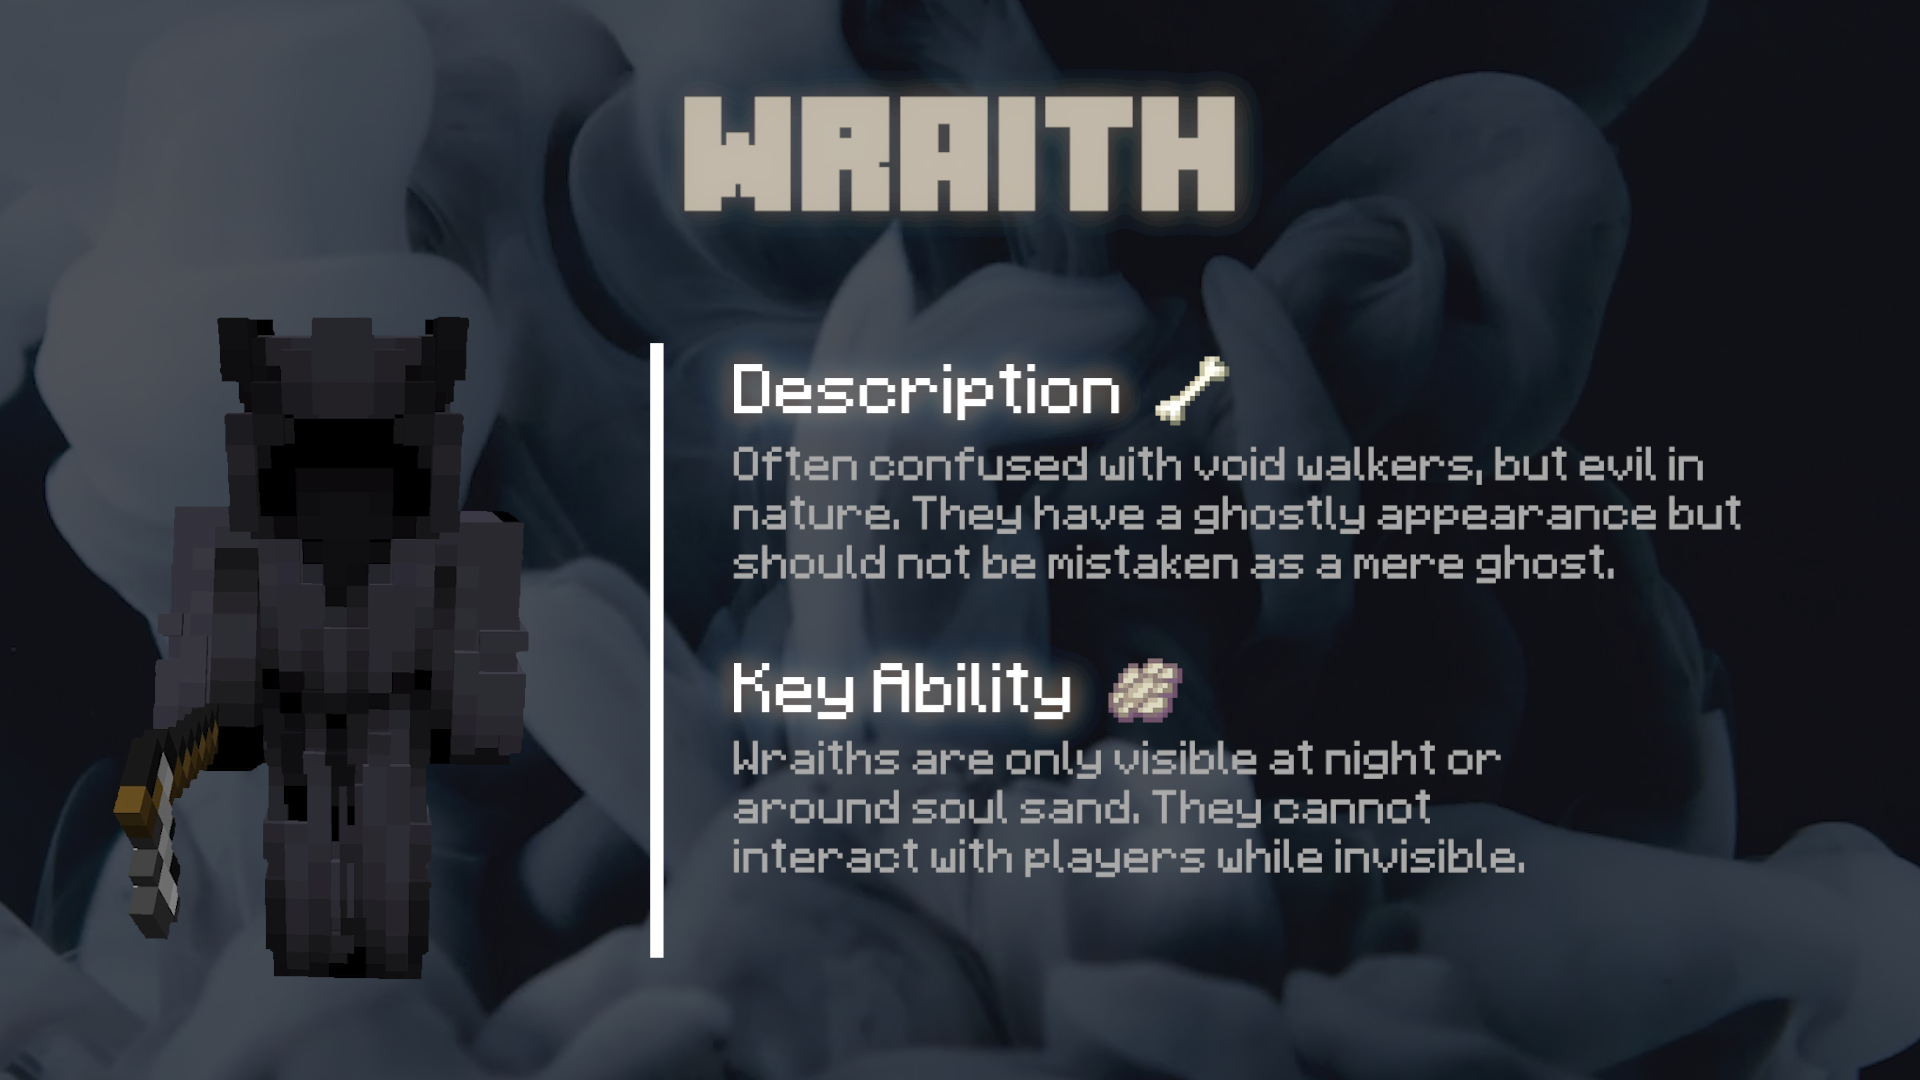 WRAITH
Description
Often confused with void walkers, but evil in
nature. They have a ghostly appearance but
should not be mistaken as a mere ghost.
Key Ability
Wraiths are only visible at night or
around soul sand. They cannot
interact with players while invisible.